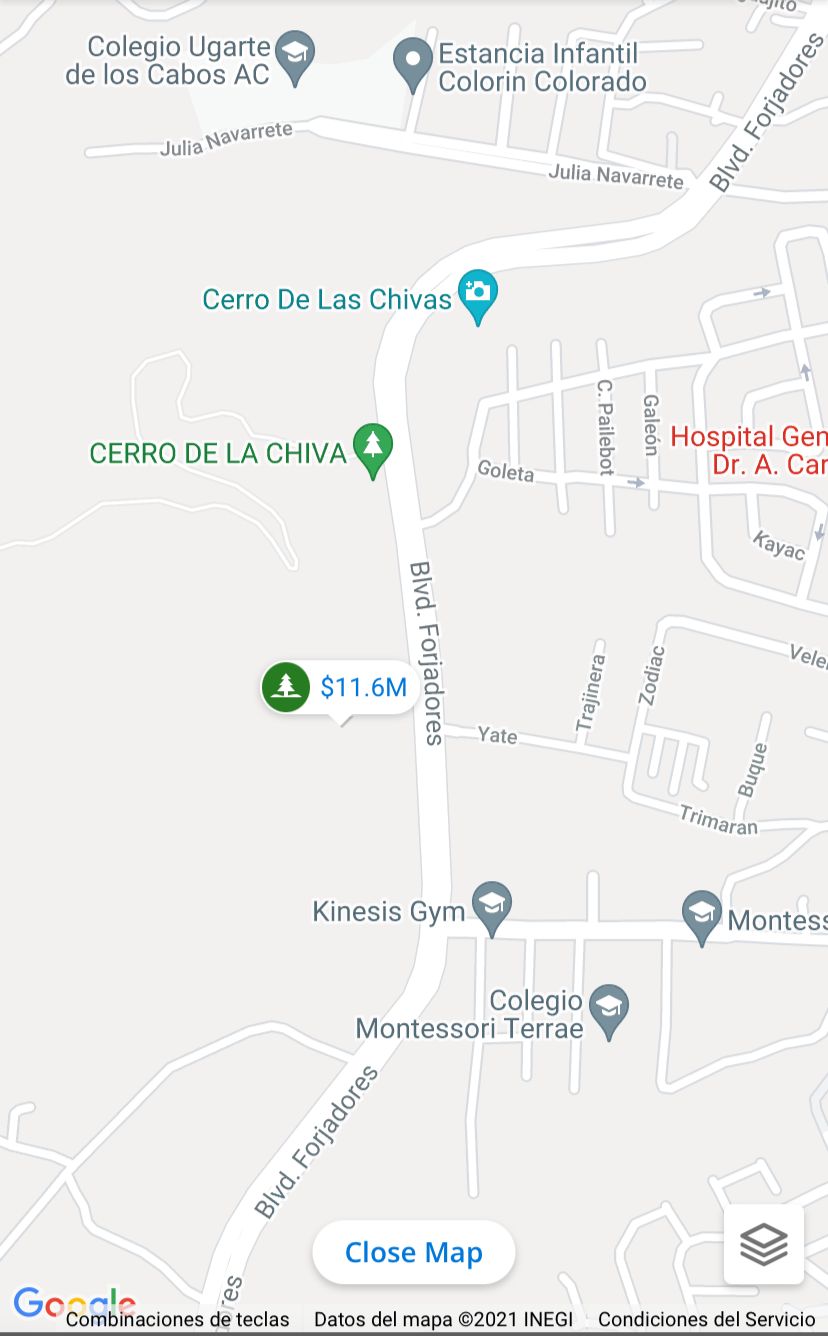 Colegio Ugarte
de los Cabos AC
Estancia Infantil
Colorin Colorado
Blvd. Forjadores
Julia Navarrete
Julia Navarrete
Cerro De Las Chivas
CERRO DE LA CHIVA
C. Pailebot
Galeón
Hospital Gen
Dr. A. Car
Goleta
Kayac
Blvd. Forjadores
$11.6M
Trajinera
Zodiac
Veler
Yate
Buque
Trimaran
Kinesis Gym
Montess
Colegio
Montessori Terrae
Blvd. Forjadores
Close Map
dores
Google
Combinaciones de teclas
Datos del mapa ©2021 INEGI
Condiciones del Servicio